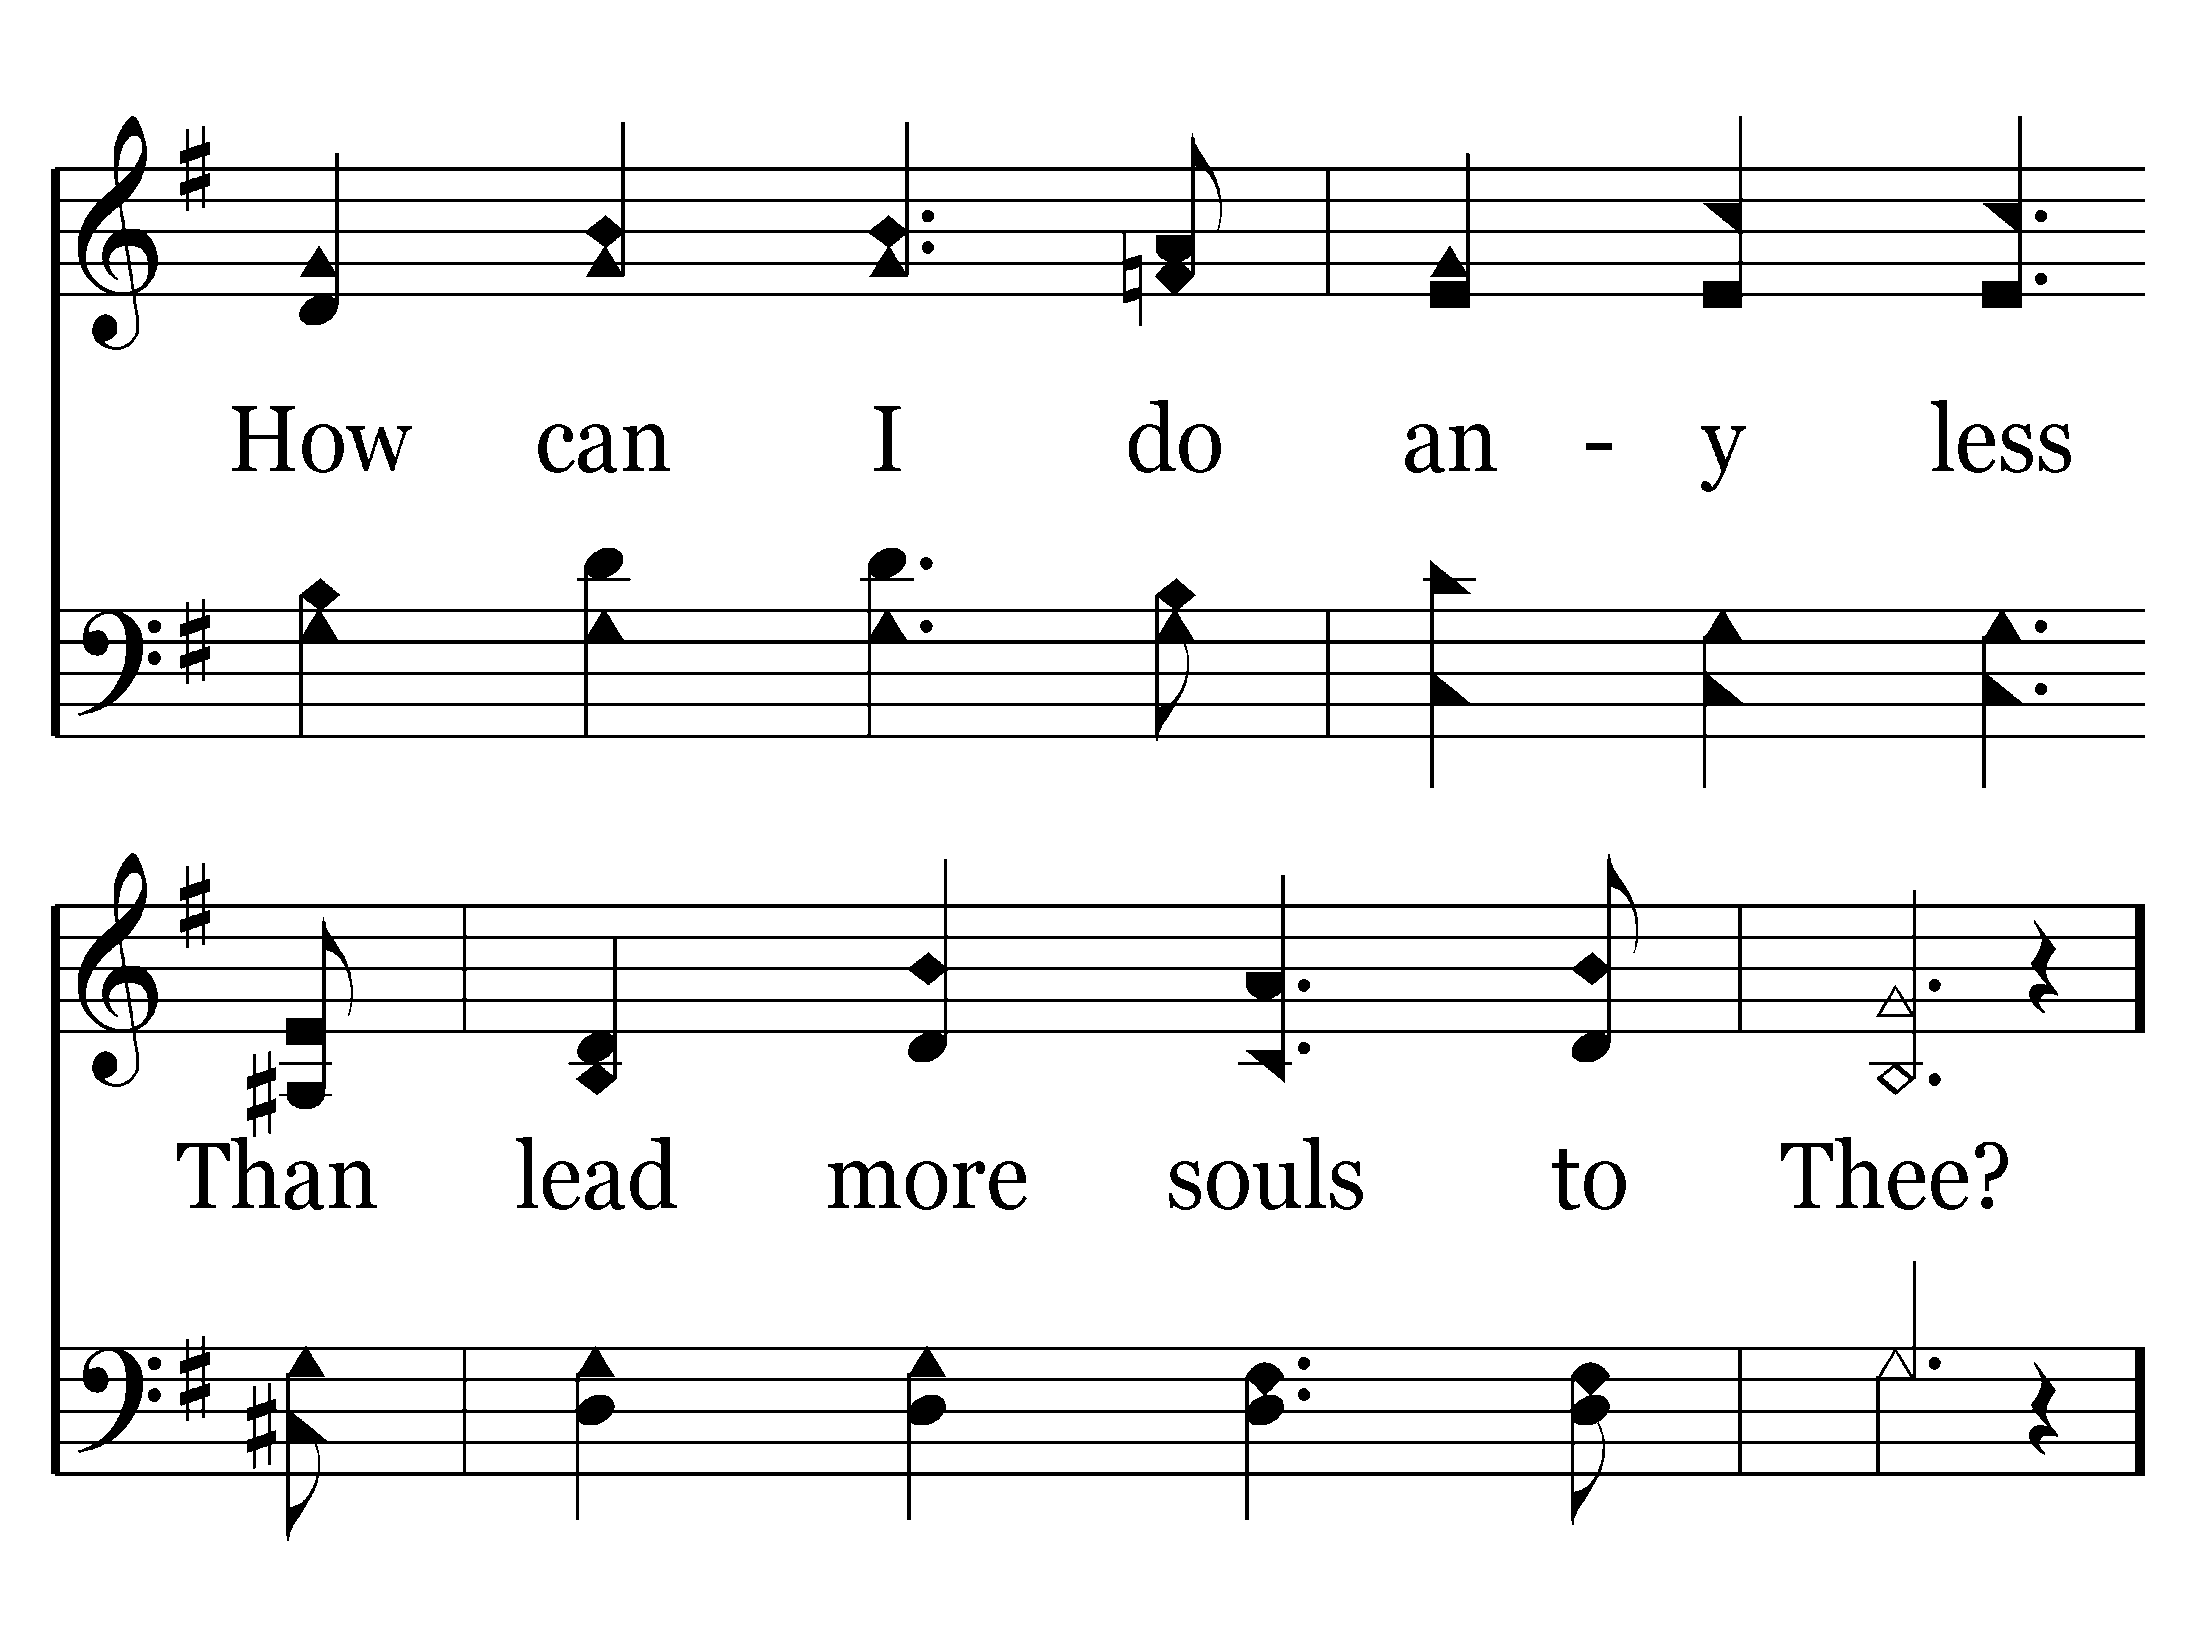 How can I do an - y less
Than lead more souls to Thee?